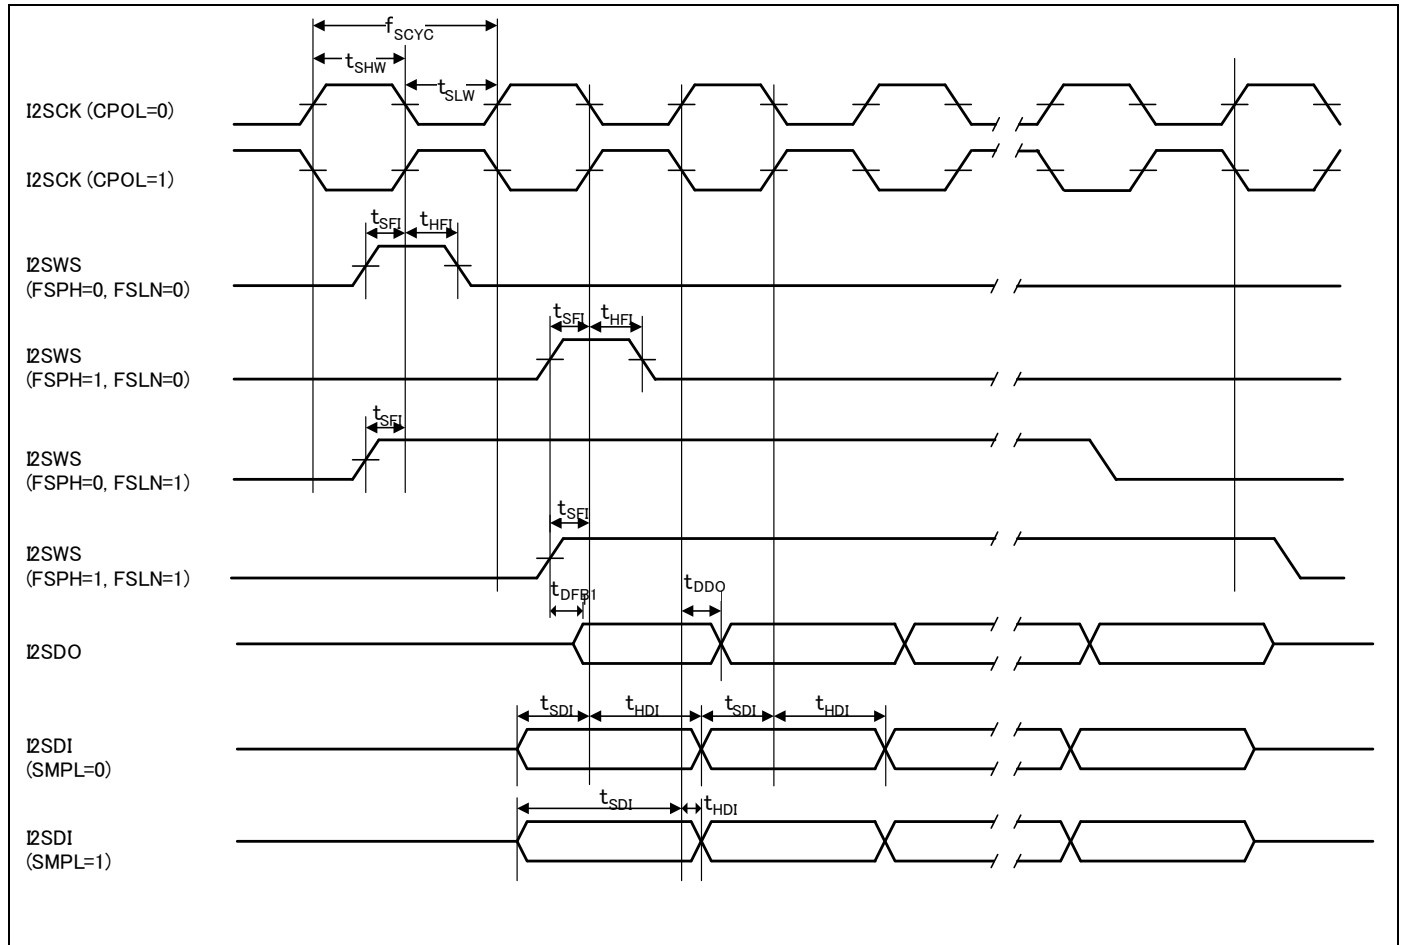 fSCYC
tSHW
tSLW
I2SCK (CPOL=0)
I2SCK (CPOL=1)
tSFI tHFI
I2SWS
(FSPH=0, FSLN=0)
tSFI tHFI
I2SWS
(FSPH=1, FSLN=0)
tSFI
I2SWS
(FSPH=0, FSLN=1)
tSFI
I2SWS
(FSPH=1, FSLN=1)
tDFB1 tDDO
I2SDO
tSDI tHDI tSDI tHDI
I2SDI
(SMPL=0)
tSDI tHDI
I2SDI
(SMPL=1)